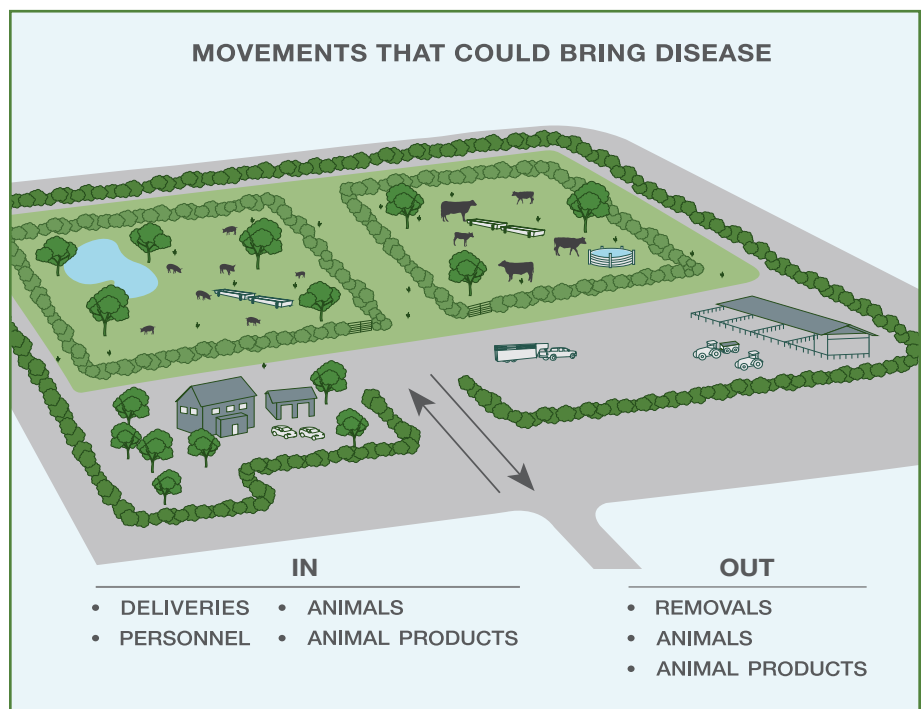 MOVEMENTS THAT COULD BRING DISEASE
IN
• DELIVERIES
• PERSONNEL
• ANIMALS
• ANIMAL PRODUCTS
OUT
• REMOVALS
• ANIMALS
• ANIMAL PRODUCTS